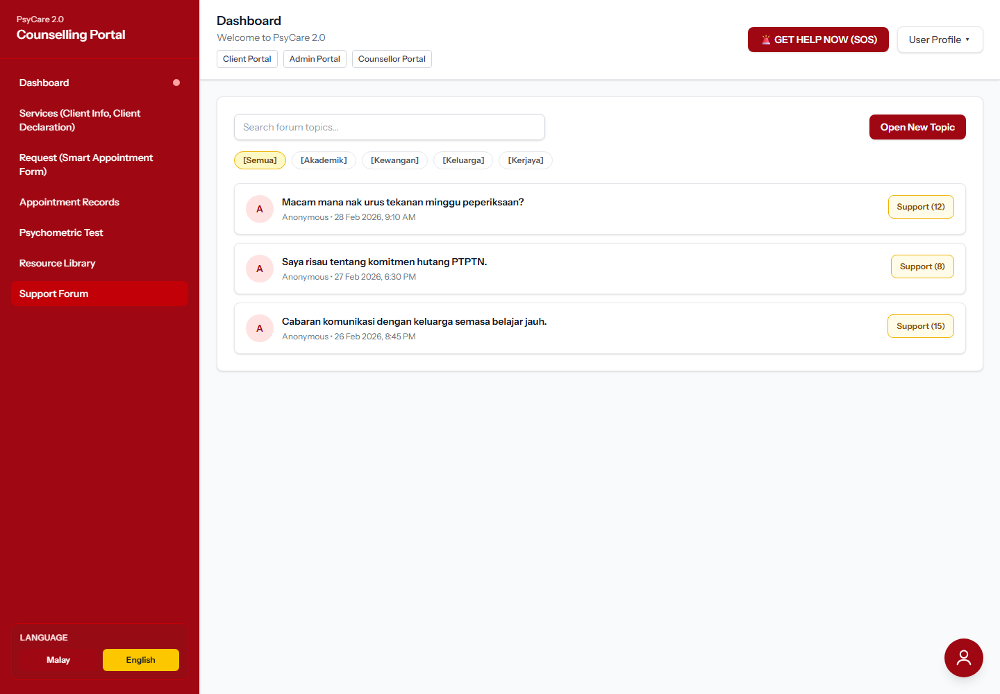 PsyCare 2.0
Counselling Portal
Dashboard
Services (Client Info, Client
Declaration)
Request (Smart Appointment
Form)
Appointment Records
Psychometric Test
Resource Library
Support Forum
LANGUAGE
Malay
English
Dashboard
Welcome to PsyCare 2.0
Client Portal
Admin Portal
Counsellor Portal
GET HELP NOW (SOS)
User Profile
Search forum topics...
Open New Topic
[Semua]
[Akademik]
[Kewangan]
[Keluarga]
[Kerjaya]
A
Macam mana nak urus tekanan minggu peperiksaan?
Anonymous • 28 Feb 2026, 9:10 AM
Support (12)
A
Saya risau tentang komitmen hutang PTPTN.
Anonymous • 27 Feb 2026, 6:30 PM
Support (8)
A
Cabaran komunikasi dengan keluarga semasa belajar jauh.
Anonymous • 26 Feb 2026, 8:45 PM
Support (15)